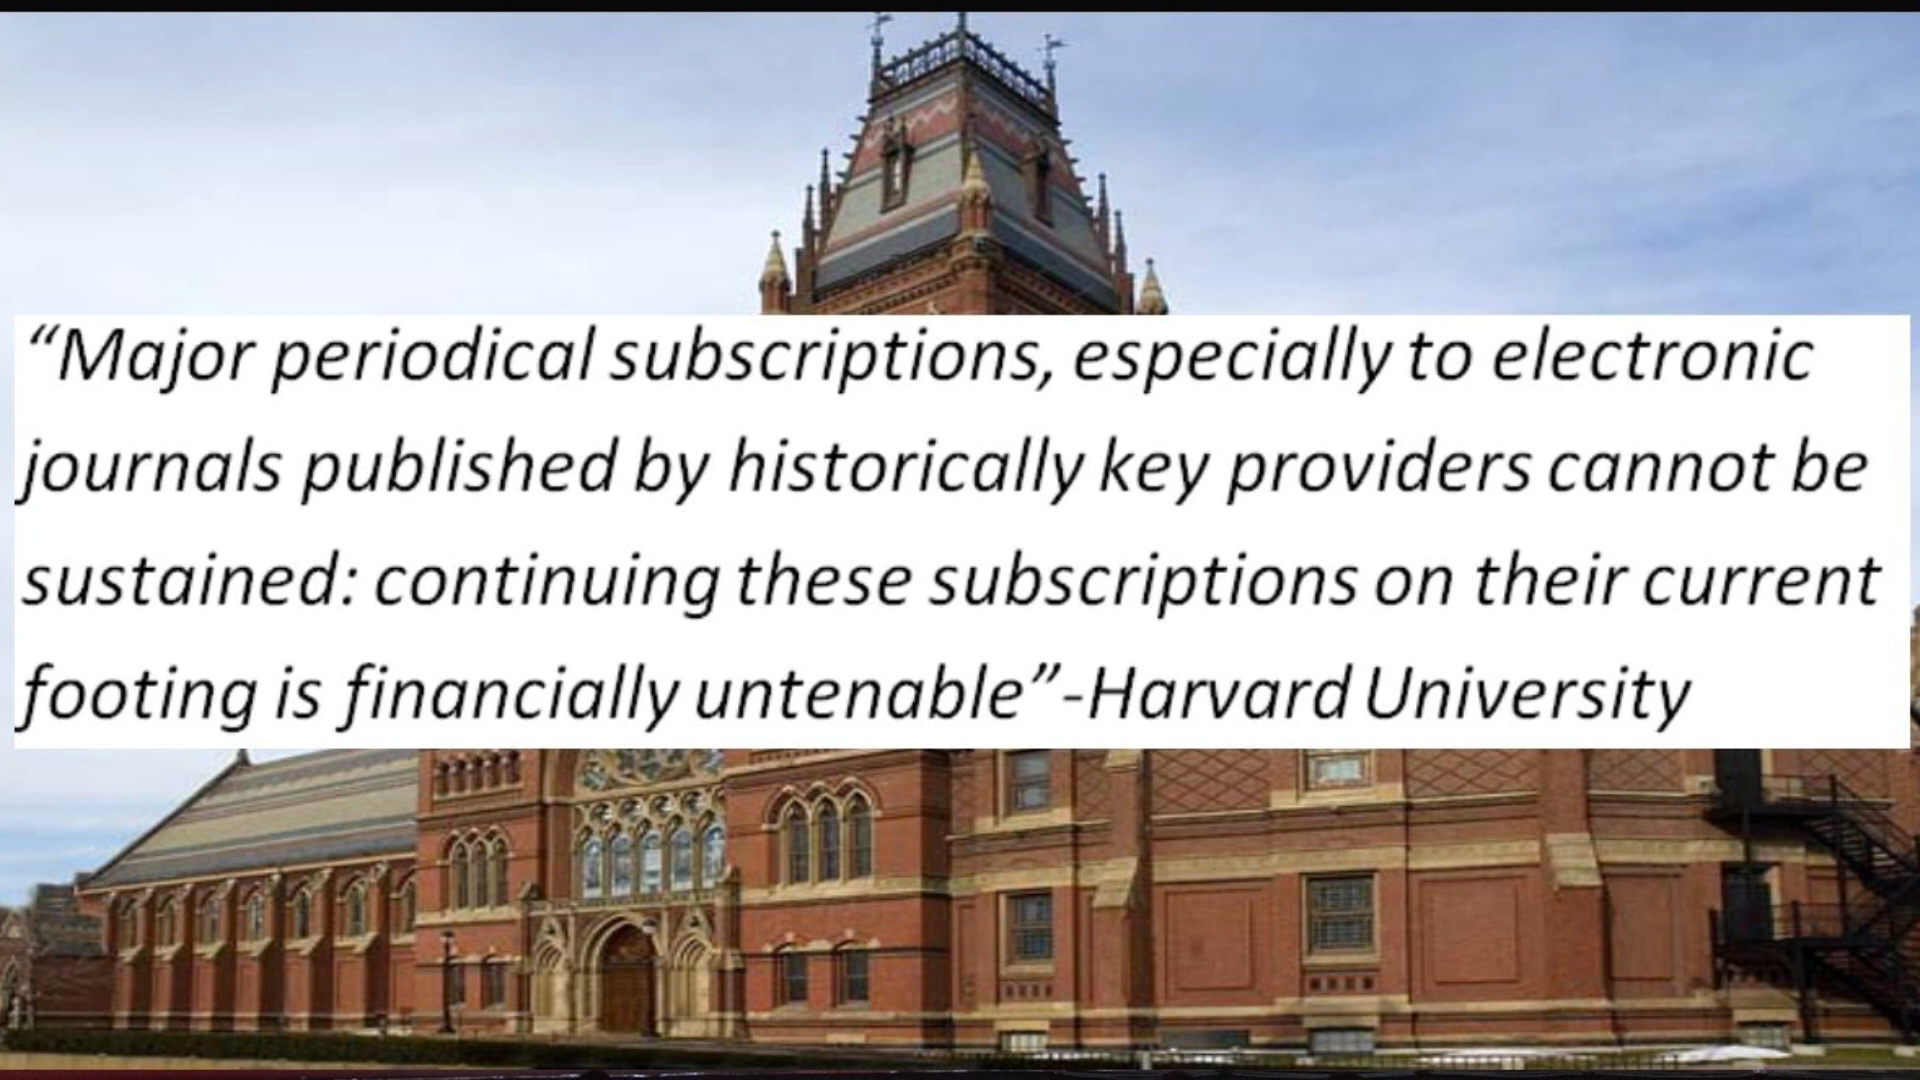 “Major periodical subscriptions, especially to electronic
journals published by historically key providers cannot be
sustained: continuing these subscriptions on their current
footing is financially untenable”-Harvard University